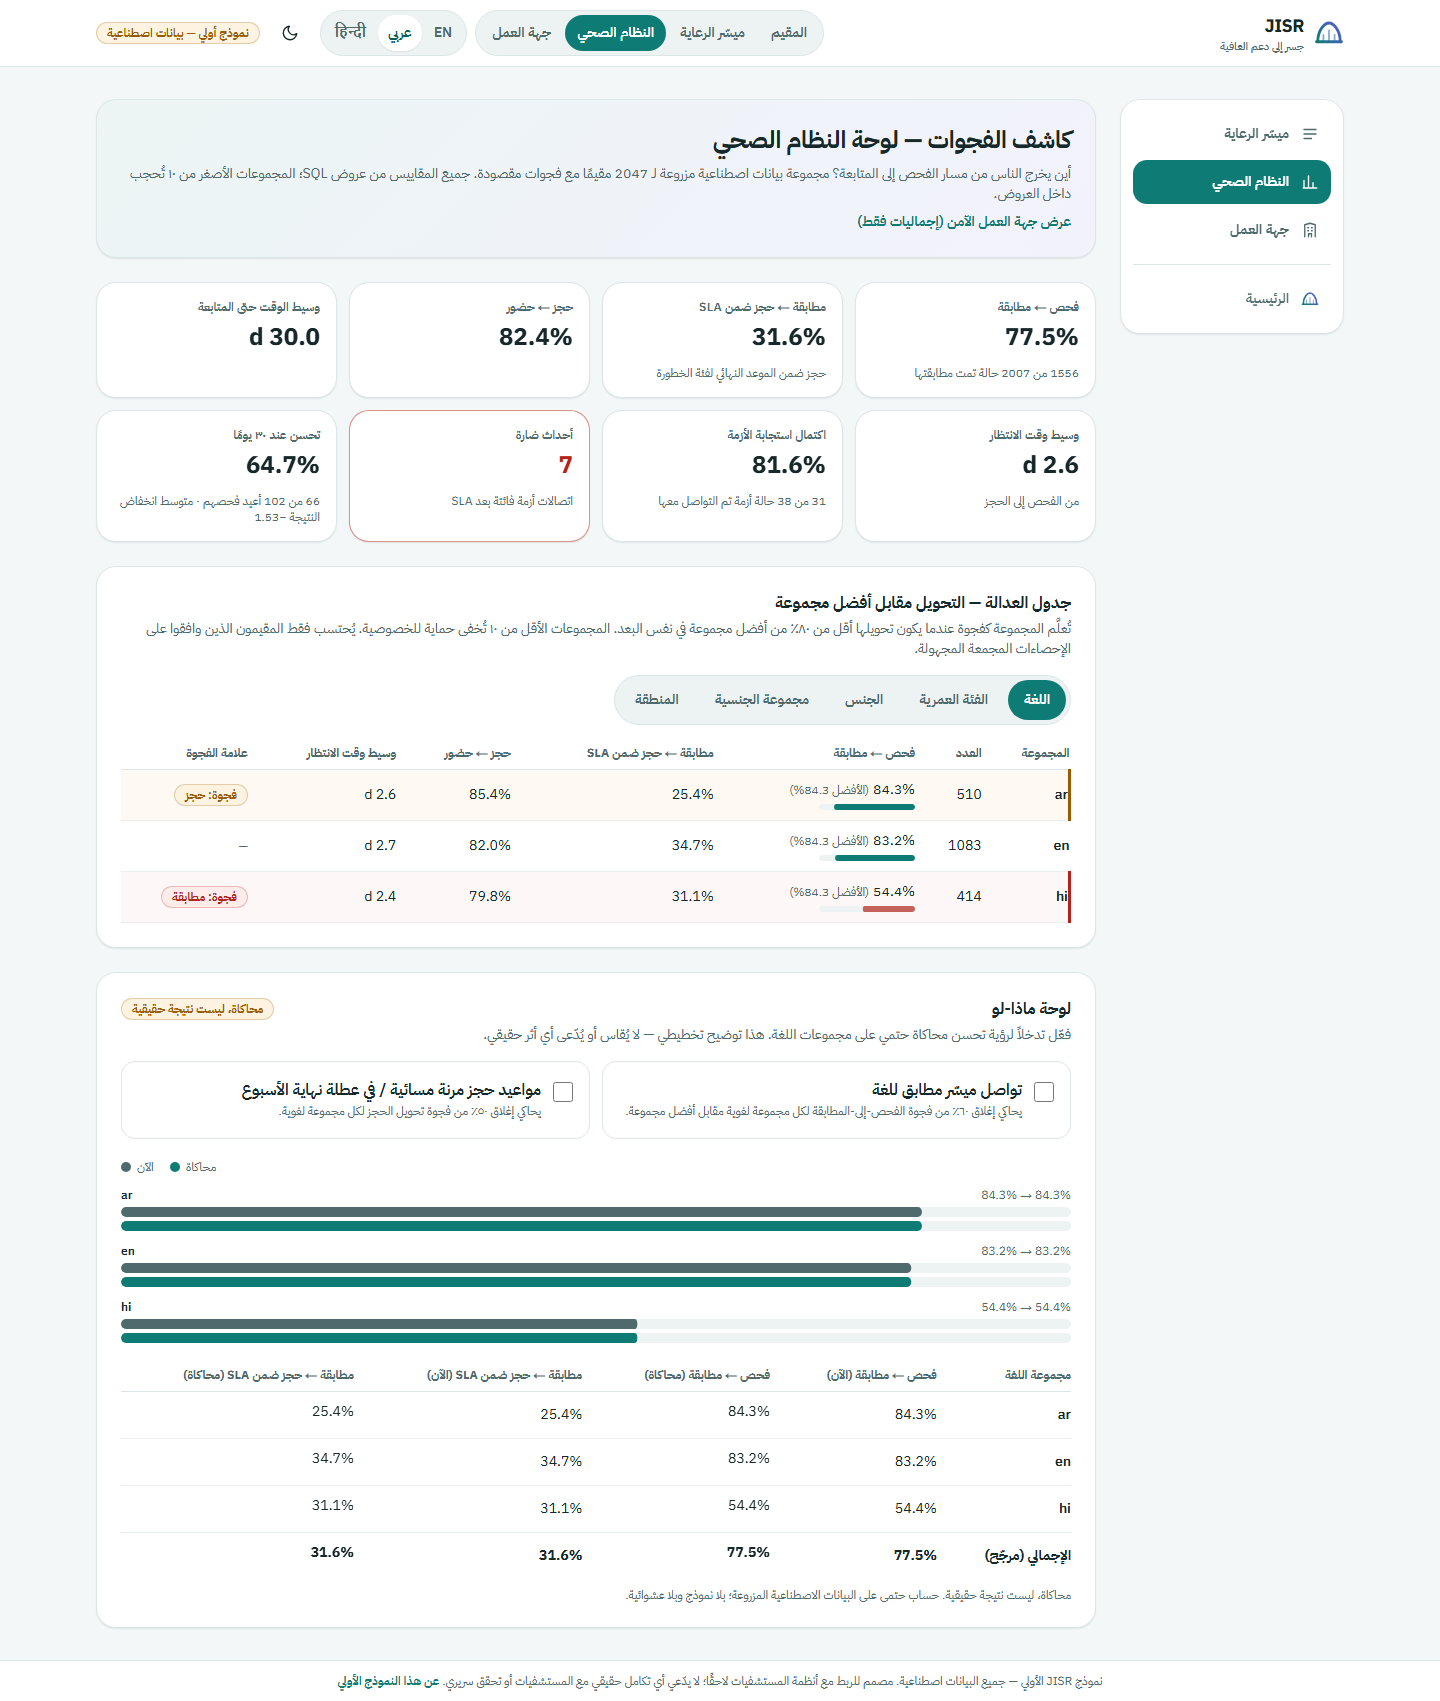 JISR
جسر إلى دعم العافية
المقيم
ميسّر الرعاية
النظام الصحي
جهة العمل
EN
عربي
हिन्दी
نموذج أولي — بيانات اصطناعية
ميسّر الرعاية
النظام الصحي
جهة العمل
الرئيسية
كاشف الفجوات — لوحة النظام الصحي
أين يخرج الناس من مسار الفحص إلى المتابعة؟ مجموعة بيانات اصطناعية مزروعة لـ 2047 مقيمًا مع فجوات مقصودة. جميع المقاييس من عروض SQL؛ المجموعات الأصغر من ١٠ تُحجب
داخل العروض.
عرض جهة العمل الآمن (إجماليات فقط)
فحص ← مطابقة
77.5%
1556 من 2007 حالة تمت مطابقتها
مطابقة ← حجز ضمن SLA
31.6%
حجز ضمن الموعد النهائي لفئة الخطورة
حجز ← حضور
82.4%
وسيط الوقت حتى المتابعة
30.0 d
وسيط وقت الانتظار
2.6 d
من الفحص إلى الحجز
اكتمال استجابة الأزمة
81.6%
31 من 38 حالة أزمة تم التواصل معها
أحداث ضارة
7
اتصالات أزمة فائتة بعد SLA
تحسن عند ٣٠ يومًا
64.7%
66 من 102 أعيد فحصهم · متوسط انخفاض
النتيجة −1.53
جدول العدالة — التحويل مقابل أفضل مجموعة
تُعلَّم المجموعة كفجوة عندما يكون تحويلها أقل من ٨٠٪ من أفضل مجموعة في نفس البعد. المجموعات الأقل من ١٠ تُخفى حماية للخصوصية. يُحتسب فقط المقيمون الذين وافقوا على
الإحصاءات المجمعة المجهولة.
اللغة
الفئة العمرية
الجنس
مجموعة الجنسية
المنطقة
المجموعة العدد فحص ← مطابقة مطابقة ← حجز ضمن SLA حجز ← حضور وسيط وقت الانتظار علامة الفجوة
ar 510 84.3% (الأفضل 84.3%) 25.4% 85.4% 2.6 d فجوة: حجز
en 1083 83.2% (الأفضل 84.3%) 34.7% 82.0% 2.7 d —
hi 414 54.4% (الأفضل 84.3%) 31.1% 79.8% 2.4 d فجوة: مطابقة
لوحة ماذا-لو
محاكاة، ليست نتيجة حقيقية
فعّل تدخلاً لرؤية تحسن محاكاة حتمي على مجموعات اللغة. هذا توضيح تخطيطي — لا يُقاس أو يُدّعى أي أثر حقيقي.
تواصل ميسّر مطابق للغة
يحاكي إغلاق ٦٠٪ من فجوة الفحص-إلى-المطابقة لكل مجموعة لغوية مقابل أفضل مجموعة.
مواعيد حجز مرنة مسائية / في عطلة نهاية الأسبوع
يحاكي إغلاق ٥٠٪ من فجوة تحويل الحجز لكل مجموعة لغوية.
محاكاة
الآن
ar 84.3% → 84.3%
en 83.2% → 83.2%
hi 54.4% → 54.4%
مجموعة اللغة فحص ← مطابقة (الآن) فحص ← مطابقة (محاكاة) مطابقة ← حجز ضمن SLA (الآن) مطابقة ← حجز ضمن SLA (محاكاة)
ar 84.3% 84.3% 25.4% 25.4%
en 83.2% 83.2% 34.7% 34.7%
hi 54.4% 54.4% 31.1% 31.1%
الإجمالي (مرجّح) 77.5% 77.5% 31.6% 31.6%
محاكاة، ليست نتيجة حقيقية. حساب حتمي على البيانات الاصطناعية المزروعة؛ بلا نموذج وبلا عشوائية.
نموذج JISR الأولي — جميع البيانات اصطناعية. مصمم للربط مع أنظمة المستشفيات لاحقًا؛ لا يدّعي أي تكامل حقيقي مع المستشفيات أو تحقق سريري. عن هذا النموذج الأولي